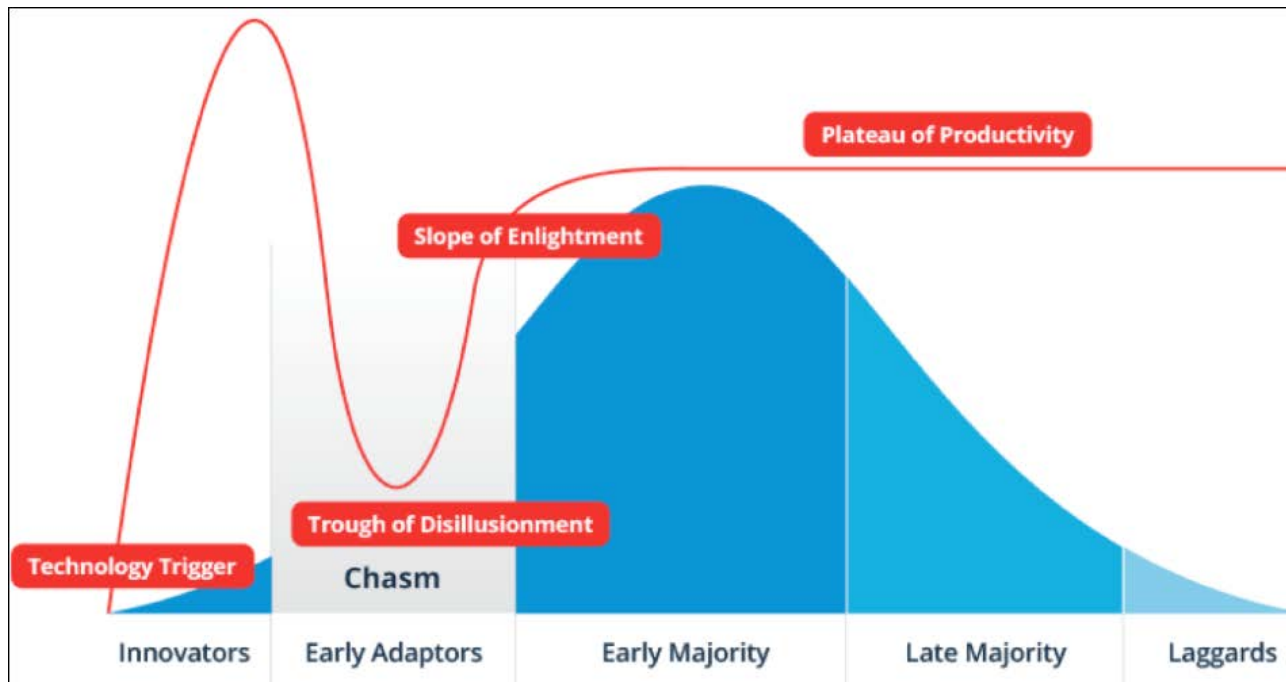 Plateau of Productivity
Slope of Enlightment
Trough of Disillusionment
Technology Trigger
Chasm
Innovators
Early Adaptors
Early Majority
Late Majority
Laggards